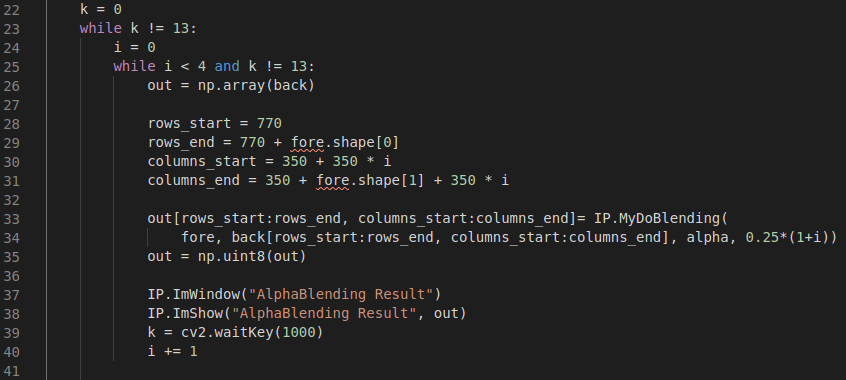 22 k = 0
23 while k != 13:
24 i = 0
25 while i < 4 and k != 13:
26 out = np.array(back)
27
28 rows_start = 770
29 rows_end = 770 + fore.shape[0]
30 columns_start = 350 + 350 * i
31 columns_end = 350 + fore.shape[1] + 350 * i
32
33 out[rows_start:rows_end, columns_start:columns_end]= IP.MyDoBlending(
34 fore, back[rows_start:rows_end, columns_start:columns_end], alpha, 0.25*(1+i))
35 out = np.uint8(out)
36
37 IP.ImWindow("AlphaBlending Result")
38 IP.ImShow("AlphaBlending Result", out)
39 k = cv2.waitKey(1000)
40 i += 1
41